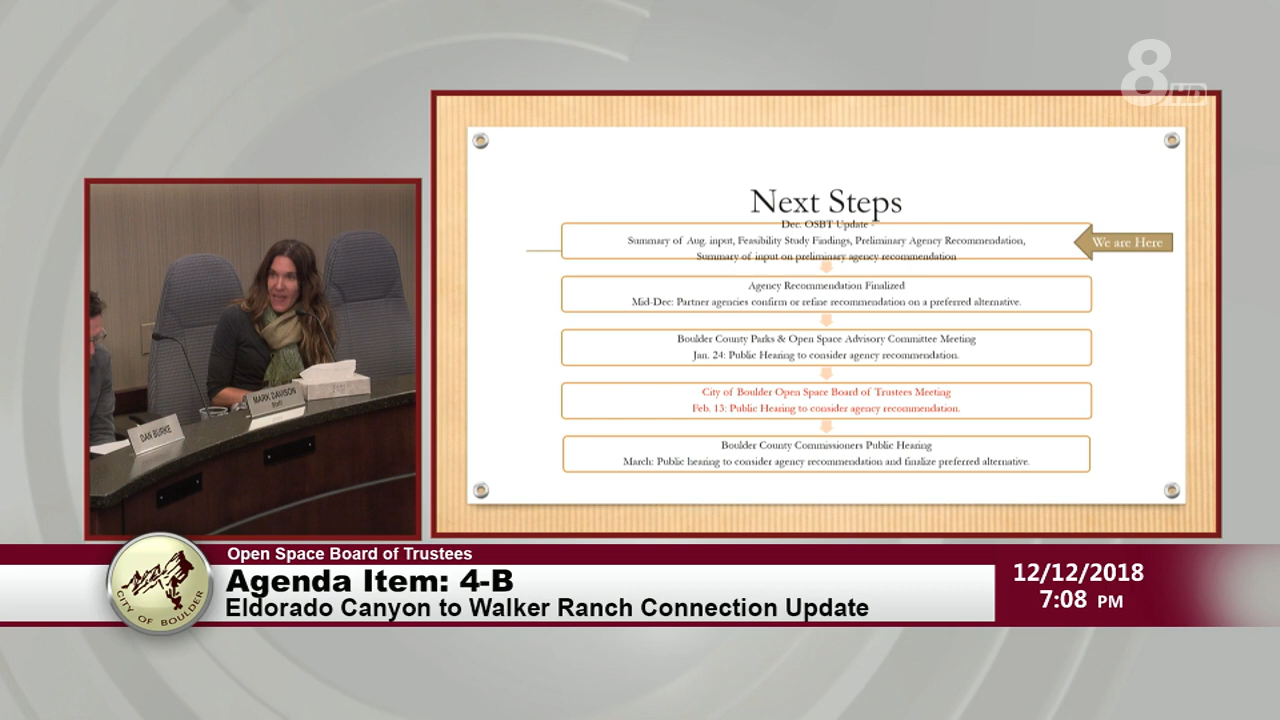 8
HD
Next Steps
Dec. OSBT Update -
Summary of Aug. input, Feasibility Study Findings, Preliminary Agency Recommendation,
Summary of input on preliminary agency recommendation
We are Here
Agency Recommendation Finalized
Mid-Dec: Partner agencies confirm or refine recommendation on a preferred alternative.
Boulder County Parks & Open Space Advisory Committee Meeting
Jan. 24: Public Hearing to consider agency recommendation.
City of Boulder Open Space Board of Trustees Meeting
Feb. 13: Public Hearing to consider agency recommendation.
Boulder County Commissioners Public Hearing
March: Public hearing to consider agency recommendation and finalize preferred alternative.
MARK DAVISON
DAN BURKE
Open Space Board of Trustees
Agenda Item: 4-B
Eldorado Canyon to Walker Ranch Connection Update
12/12/2018
7:08 PM
CITY OF BOULDER